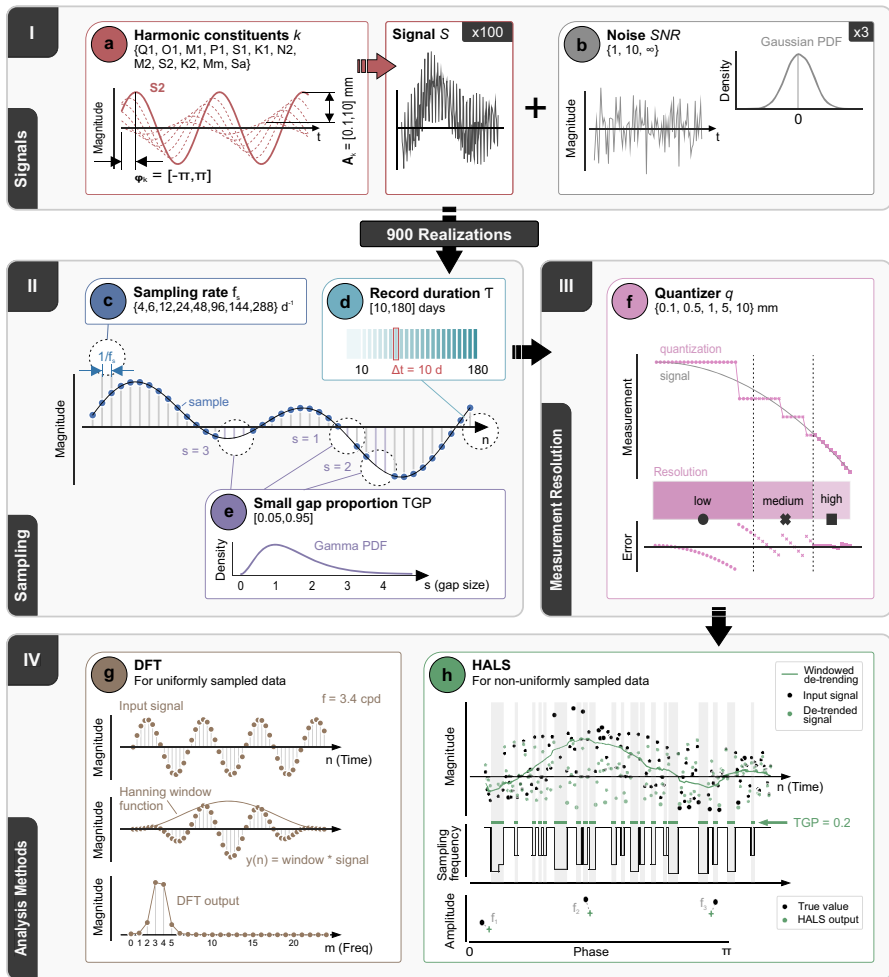 I
Signals
a
Harmonic constituents k
{Q1, O1, M1, P1, S1, K1, N2,
M2, S2, K2, Mm, Sa}
S2
Magnitude
t
φk = [-π,π]
Ak = [0.1,10] mm
Signal S
x100
b
Noise SNR
{1, 10, ∞}
x3
Magnitude
t
Gaussian PDF
Density
0
900 Realizations
II
Sampling
c
Sampling rate fs
{4,6,12,24,48,96,144,288} d-1
d
Record duration T
[10,180] days
10
Δt = 10 d
180
1/fs
sample
Magnitude
n
s = 3
s = 1
s = 2
e
Small gap proportion TGP
[0.05,0.95]
Gamma PDF
Density
0
1
2
3
4
s (gap size)
III
Measurement Resolution
f
Quantizer q
{0.1, 0.5, 1, 5, 10} mm
quantization
signal
Measurement
Resolution
low
medium
high
Error
IV
Analysis Methods
g
DFT
For uniformly sampled data
Input signal
f = 3.4 cpd
Magnitude
n (Time)
Hanning window
function
Magnitude
y(n) = window * signal
DFT output
Magnitude
0 1 2 3 4 5 10 15 20
m (Freq)
h
HALS
For non-uniformly sampled data
Windowed
de-trending
Input signal
De-trended
signal
Magnitude
n (Time)
TGP = 0.2
Sampling
frequency
Amplitude
f1
f2
f3
True value
HALS output
0
Phase
π